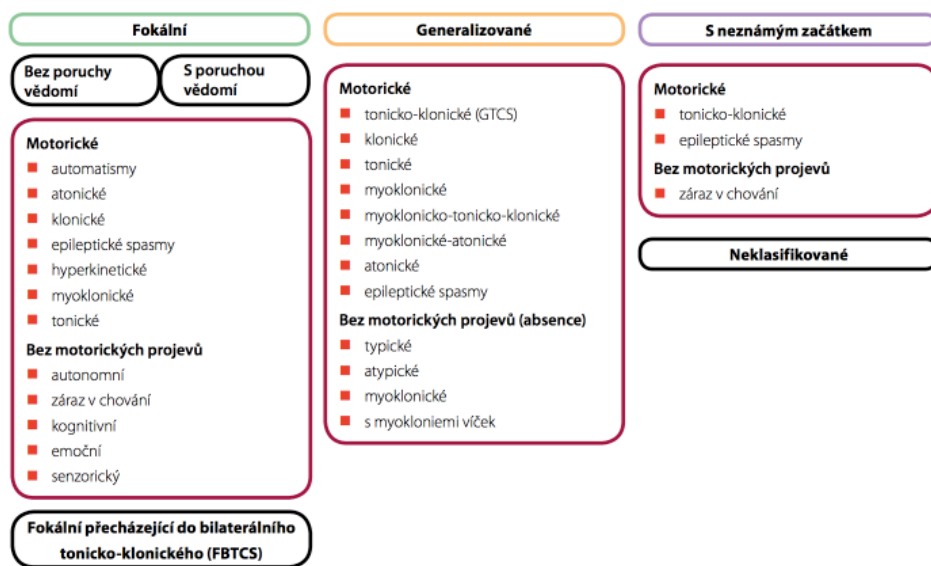 Fokální
Bez poruchy
vědomí
S poruchou
vědomí
Motorické
automatismy
atonické
klonické
epileptické spasmy
hyperkinetické
myoklonické
tonické
Bez motorických projevů
autonomní
záraz v chování
kognitivní
emoční
senzorický
Fokální přecházející do bilaterálního
tonicko-klonického (FBTCS)
Generalizované
Motorické
tonicko-klonické (GTCS)
klonické
tonické
myoklonické
myoklonicko-tonicko-klonické
myoklonické-atonické
atonické
epileptické spasmy
Bez motorických projevů (absence)
typické
atypické
myoklonické
s myokloniemi víček
S neznámým začátkem
Motorické
tonicko-klonické
epileptické spasmy
Bez motorických projevů
záraz v chování
Neklasifikované